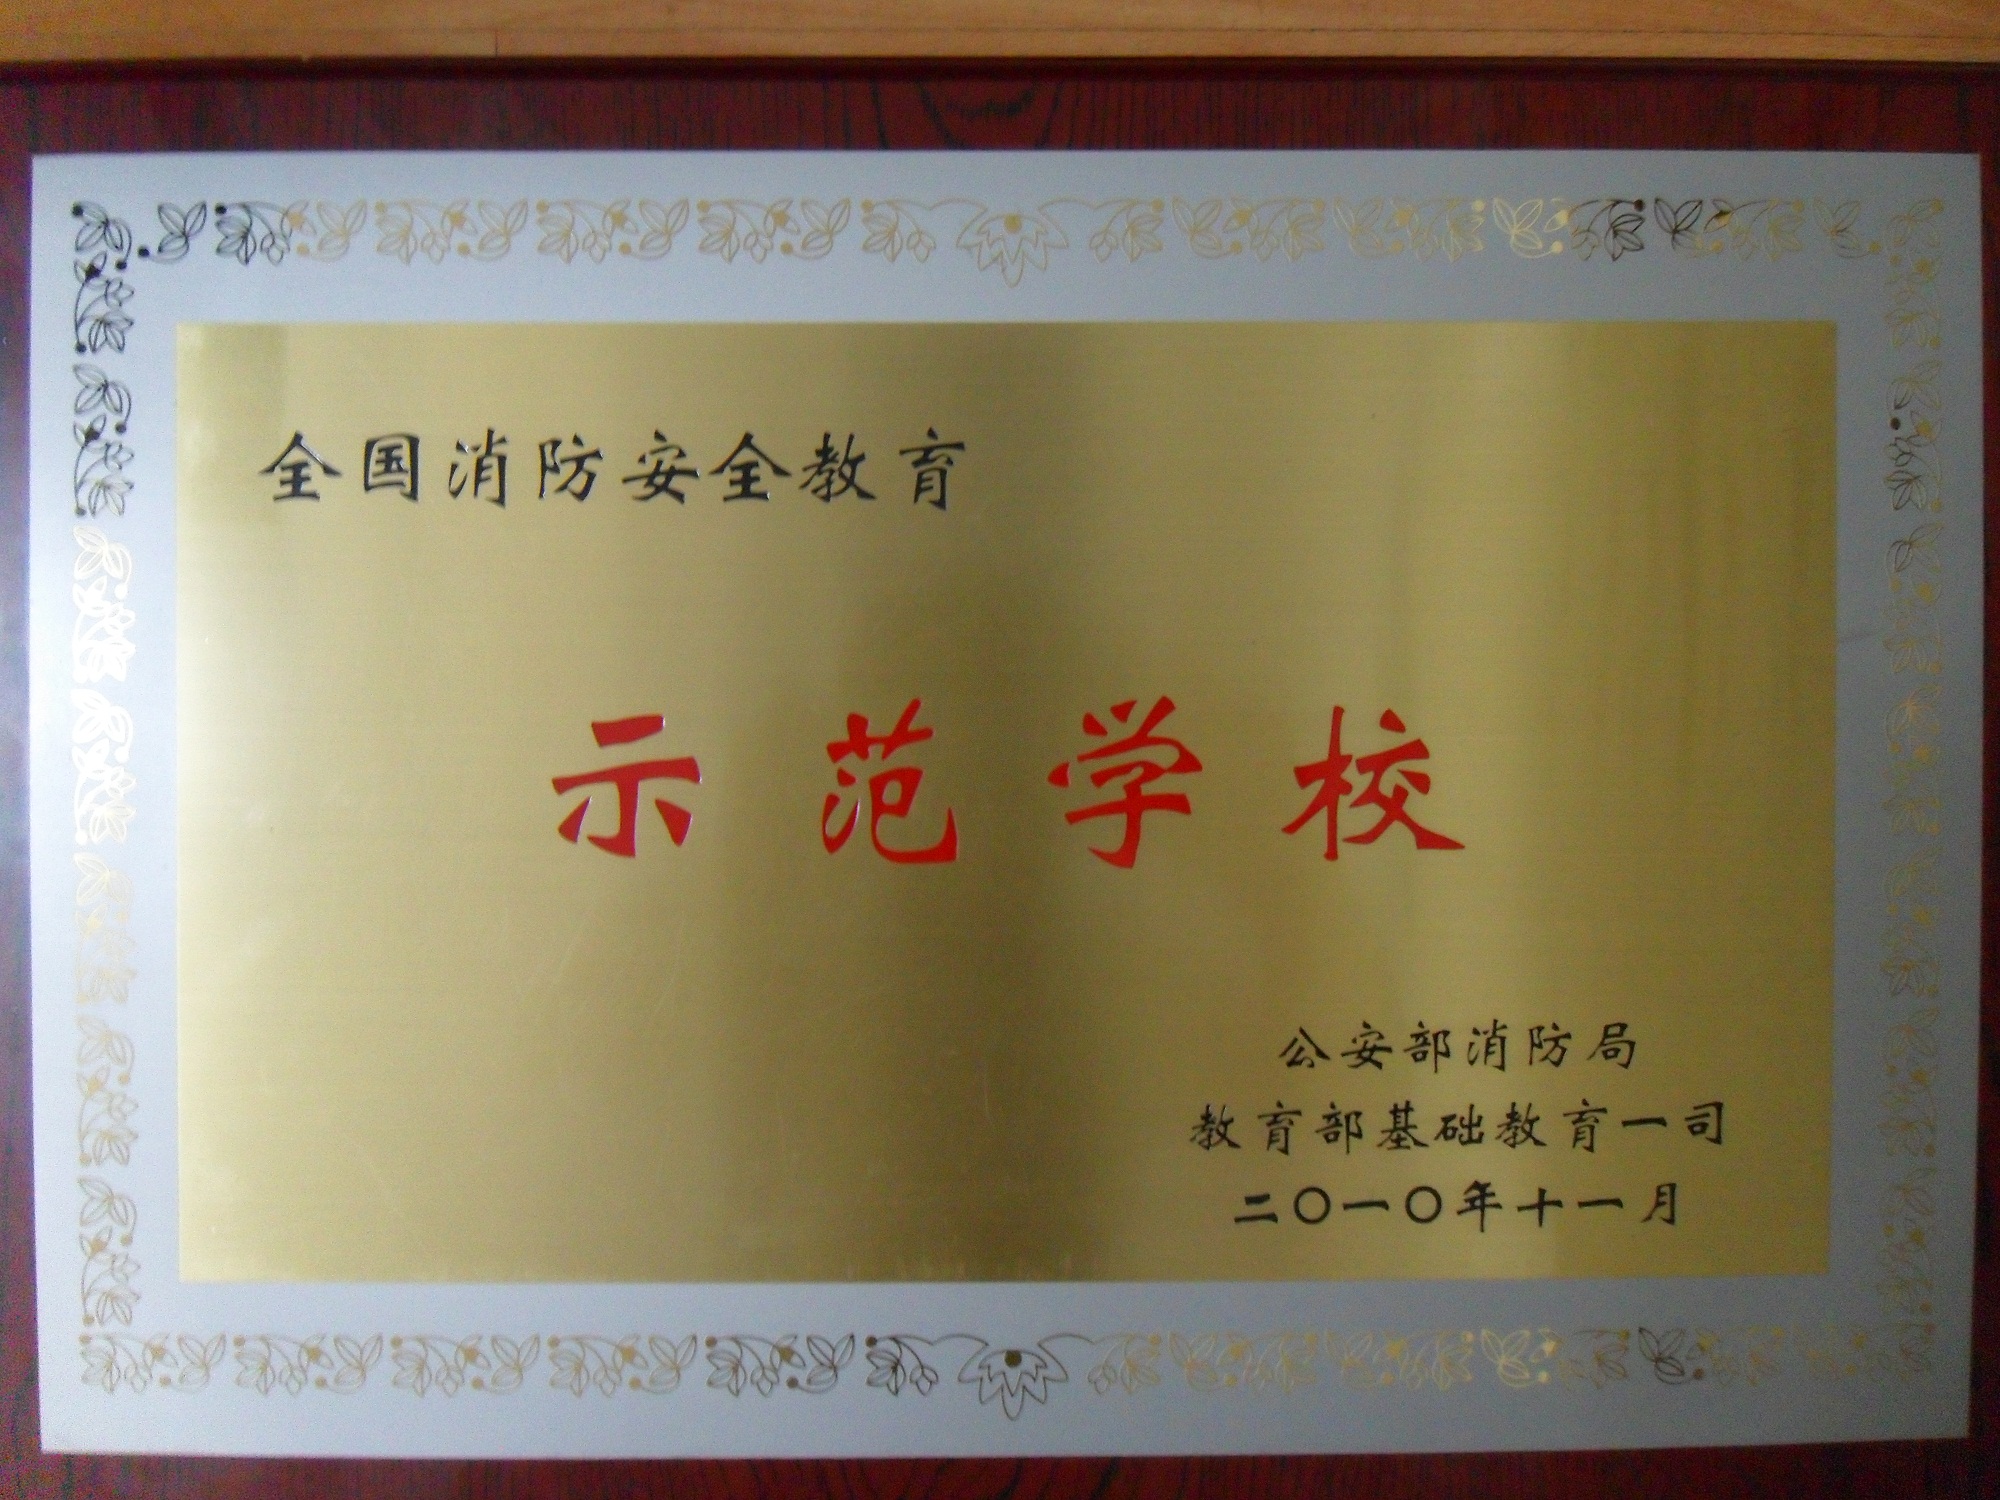 全国消防安全教育
示范学校
公安部消防局
教育部基础教育一司
二〇一〇年十一月